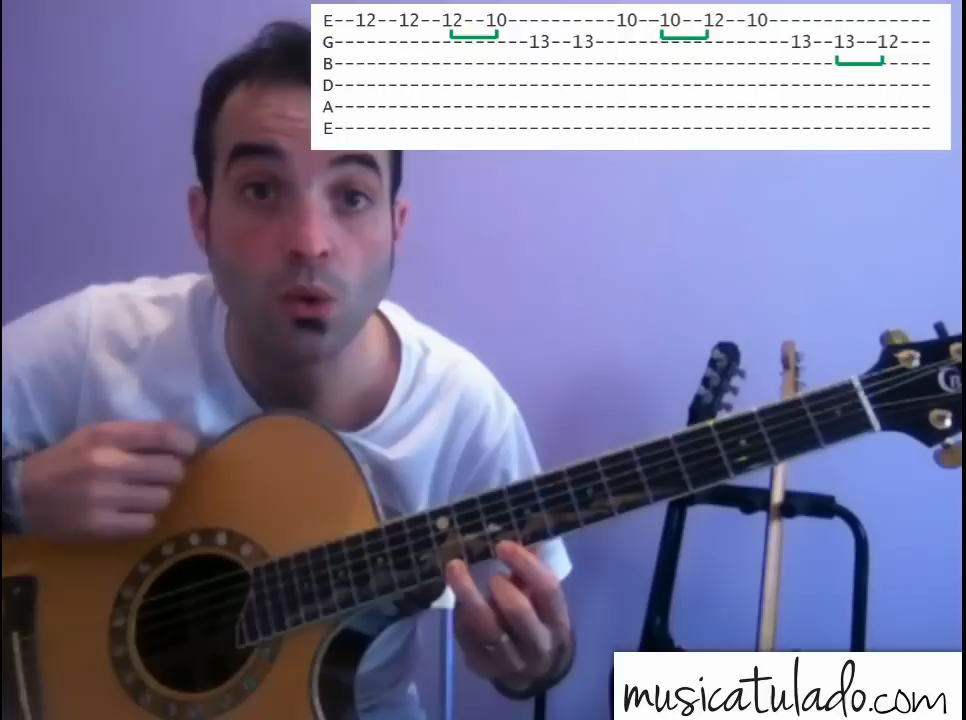 E--12--12--12--10----------10--10--12--10---------------
G------------------13--13------------------13--13--12---
B-------------------------------------------------------
D-------------------------------------------------------
A-------------------------------------------------------
E-------------------------------------------------------
musicatulado.com